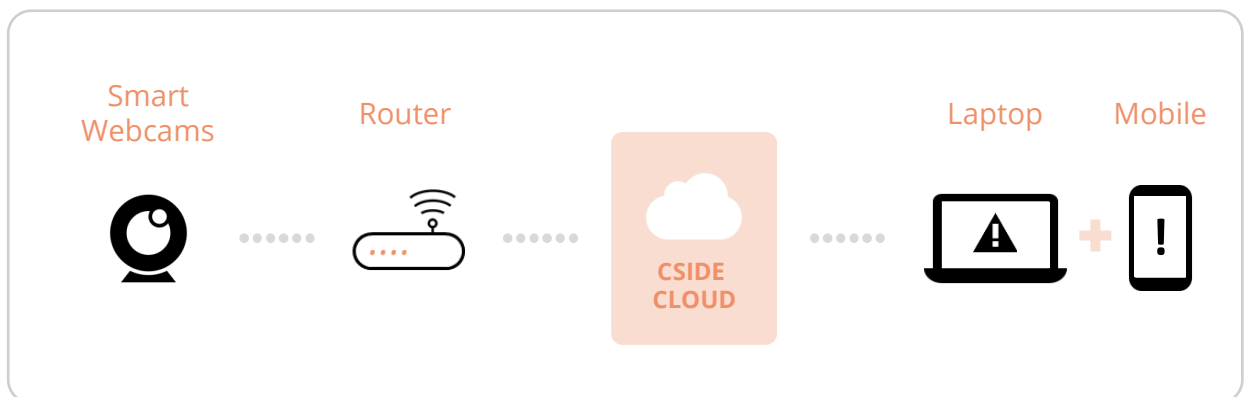 Smart
Webcams
Router
CSIDE
CLOUD
Laptop
!
Mobile
!